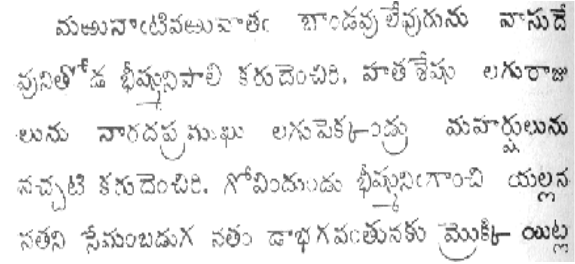 మఱునాఁటివఱువాతఁ బాండవు లేవురును వాసుదే
వునితోడ భీష్మునిపాలి కరుదెంచిరి. హతశేషు లగురాజు
లును నారదప్రముఖు లగుపెక్కండ్రు మహర్షులును
నచ్చటి కరుదెంచిరి. గోవిందుండు భీష్మునిఁగాంచి యల్లన
నతని సేమంబడుగ నతం డాభగవంతునకు మ్రొక్కి యిట్ల